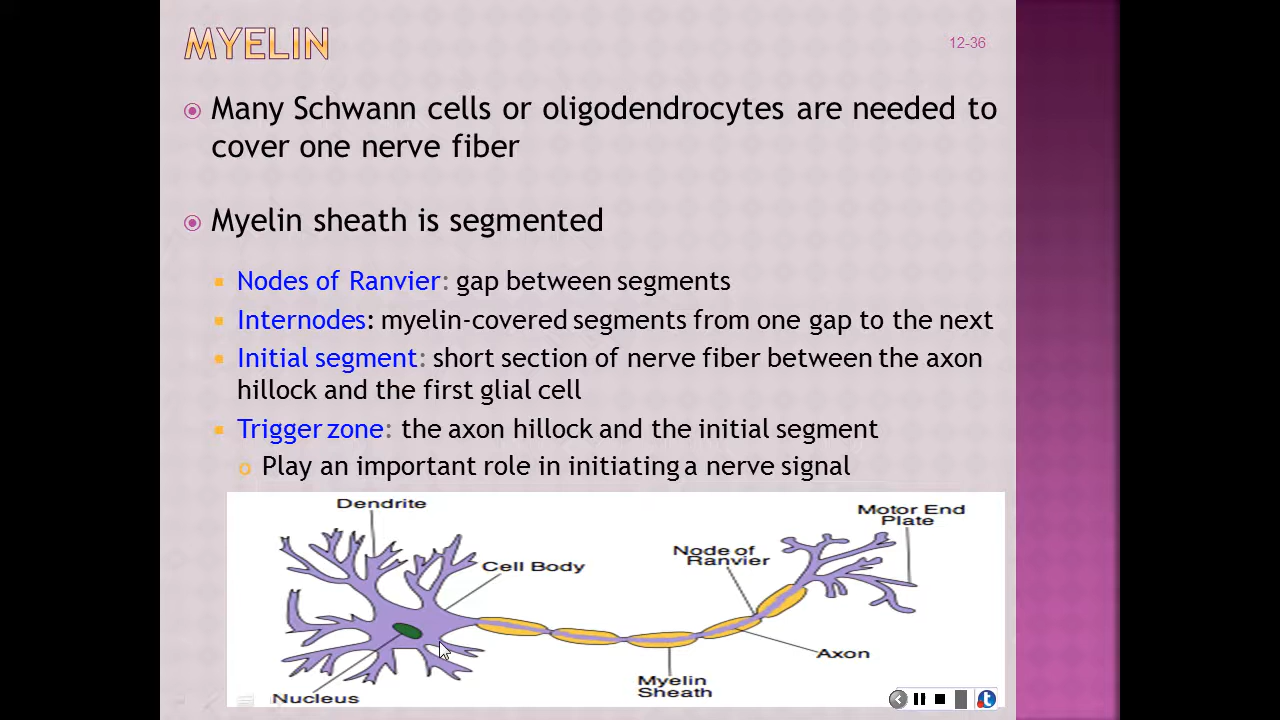 MYELIN
12-36
Many Schwann cells or oligodendrocytes are needed to
cover one nerve fiber
Myelin sheath is segmented
Nodes of Ranvier: gap between segments
Internodes: myelin-covered segments from one gap to the next
Initial segment: short section of nerve fiber between the axon
hillock and the first glial cell
Trigger zone: the axon hillock and the initial segment
Play an important role in initiating a nerve signal
Dendrite
Cell Body
Nucleus
Node of
Ranvier
Myelin
Sheath
Axon
Motor End
Plate
t